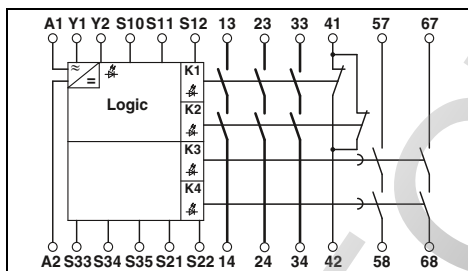 A1 Y1 Y2 S10 S11 S12 13 23 33 41 57 67
≈
=
K1
Logic
K2
K3
K4
A2 S33 S34 S35 S21 S22 14 24 34 42 58 68